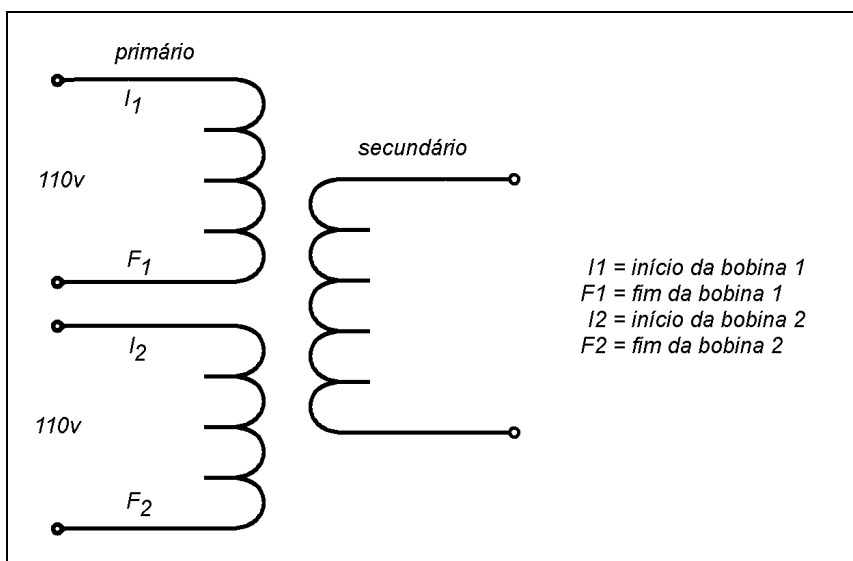 primário
I1
110v
F1
I2
110v
F2
secundário
I1 = início da bobina 1
F1 = fim da bobina 1
I2 = início da bobina 2
F2 = fim da bobina 2